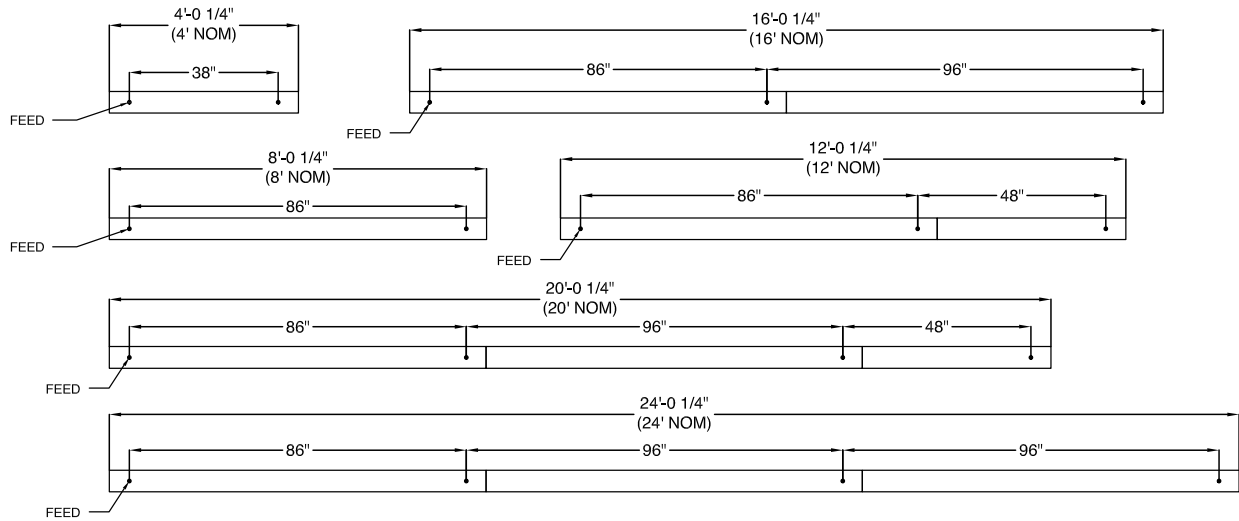 4'-0 1/4"
(4' NOM)
38"
FEED
16'-0 1/4"
(16' NOM)
86"
96"
FEED
8'-0 1/4"
(8' NOM)
86"
FEED
12'-0 1/4"
(12' NOM)
86"
48"
FEED
20'-0 1/4"
(20' NOM)
86"
96"
48"
FEED
24'-0 1/4"
(24' NOM)
86"
96"
96"
FEED